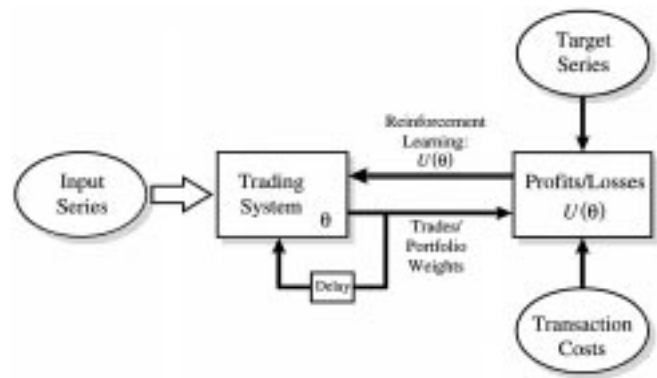 Target
Series
Reinforcement
Learning:
U(θ)
Input
Series
Trading
System
θ
Profits/Losses
U(θ)
Trades/
Portfolio
Weights
Delay
Transaction
Costs